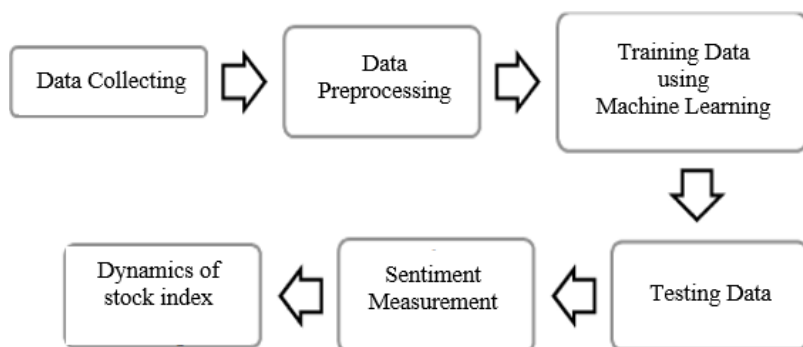 Data Collecting
Data
Preprocessing
Training Data
using
Machine Learning
Testing Data
Sentiment
Measurement
Dynamics of
stock index